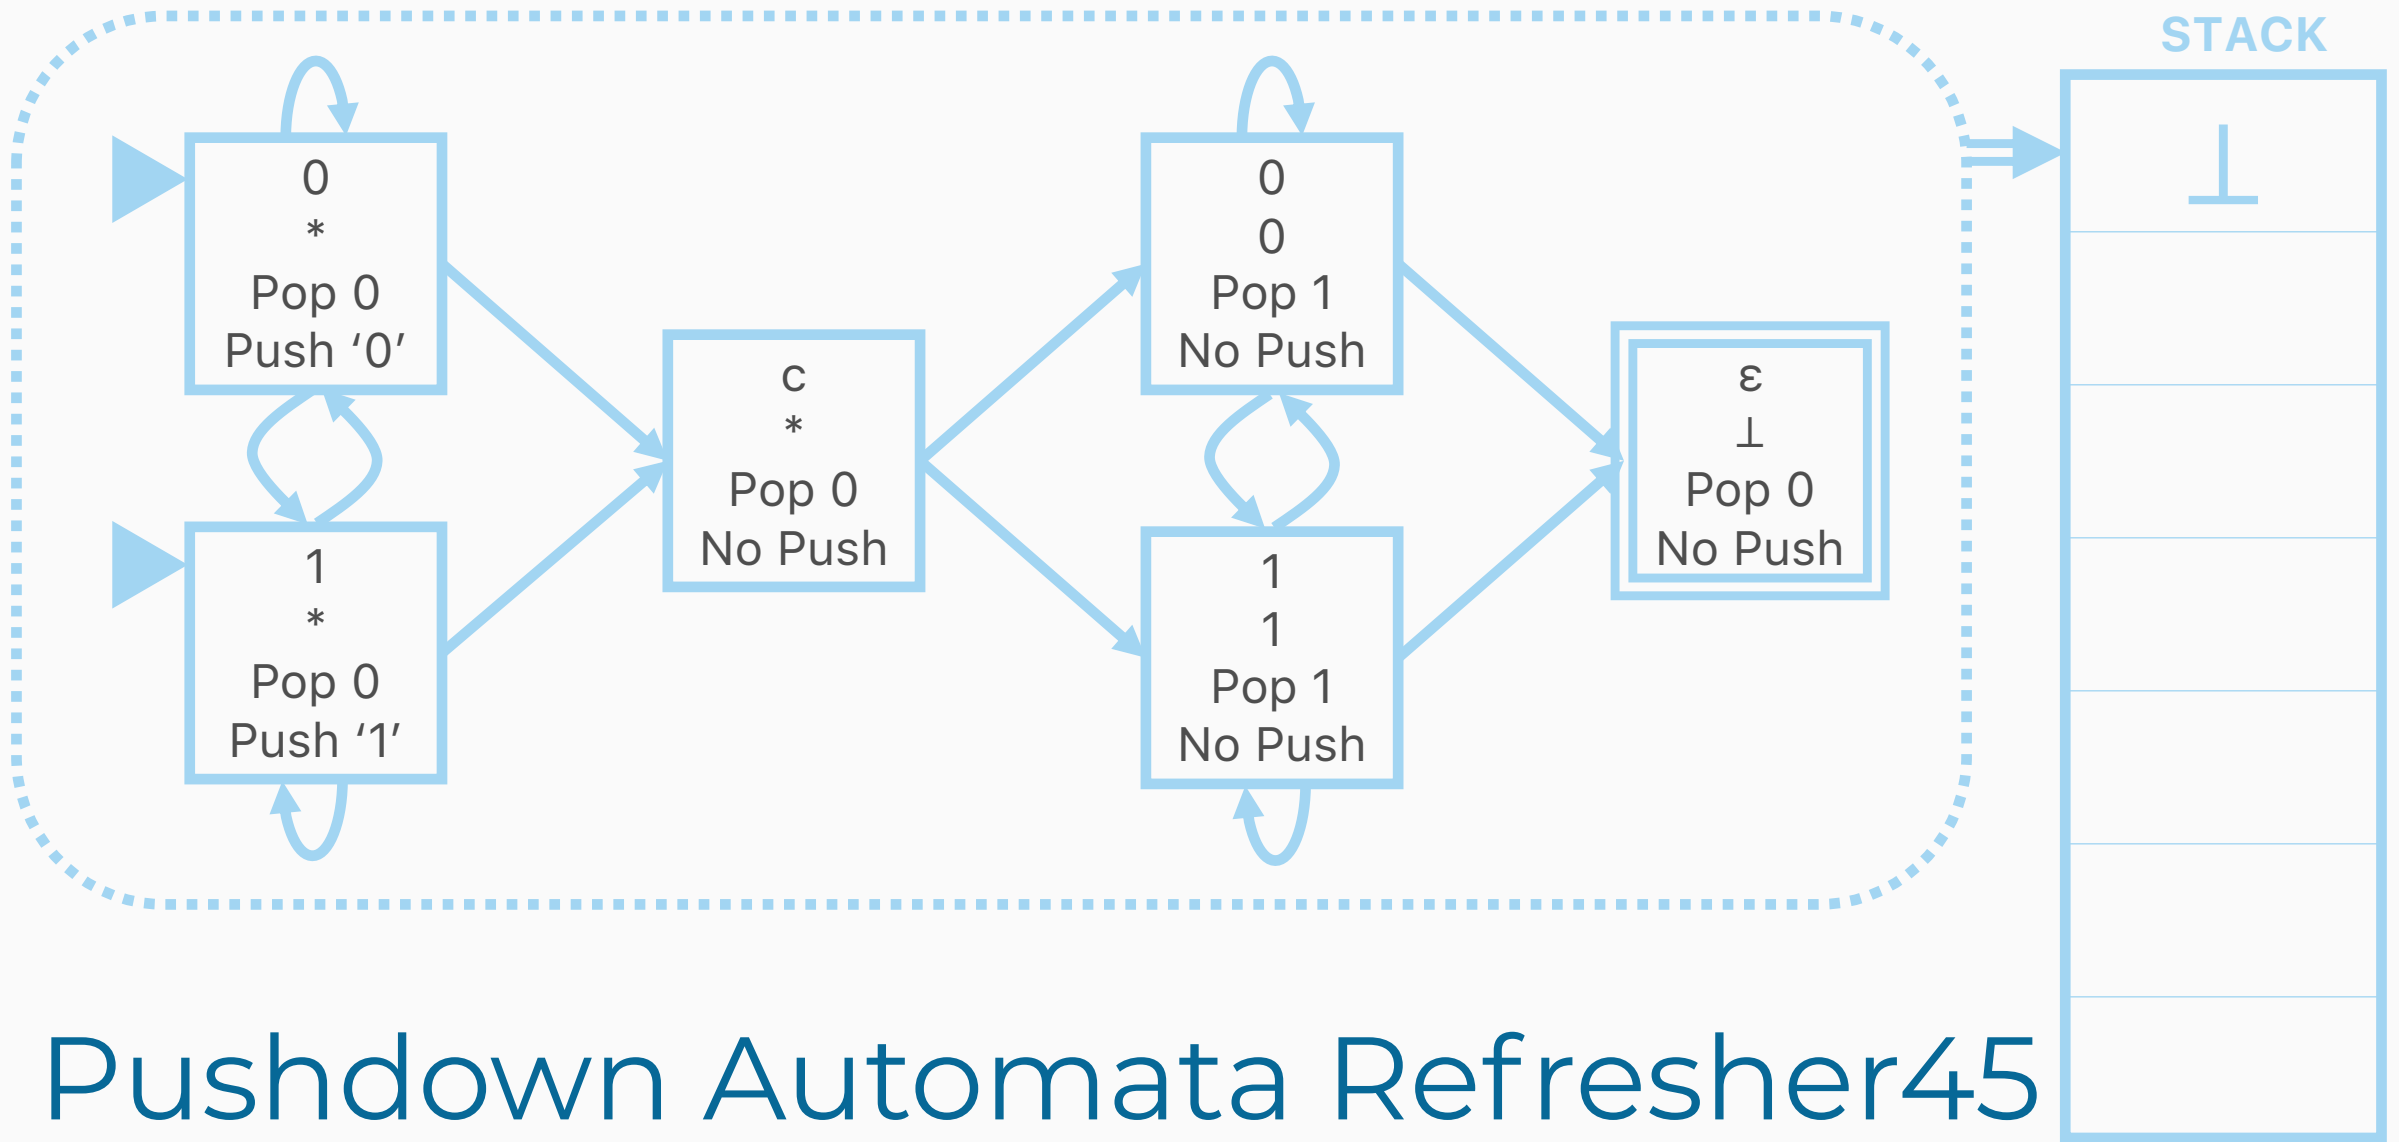 STACK
⊥
0
*
Pop 0
Push ‘0’
1
*
Pop 0
Push ‘1’
c
*
Pop 0
No Push
0
0
Pop 1
No Push
1
1
Pop 1
No Push
ε
⊥
Pop 0
No Push
Pushdown Automata Refresher45